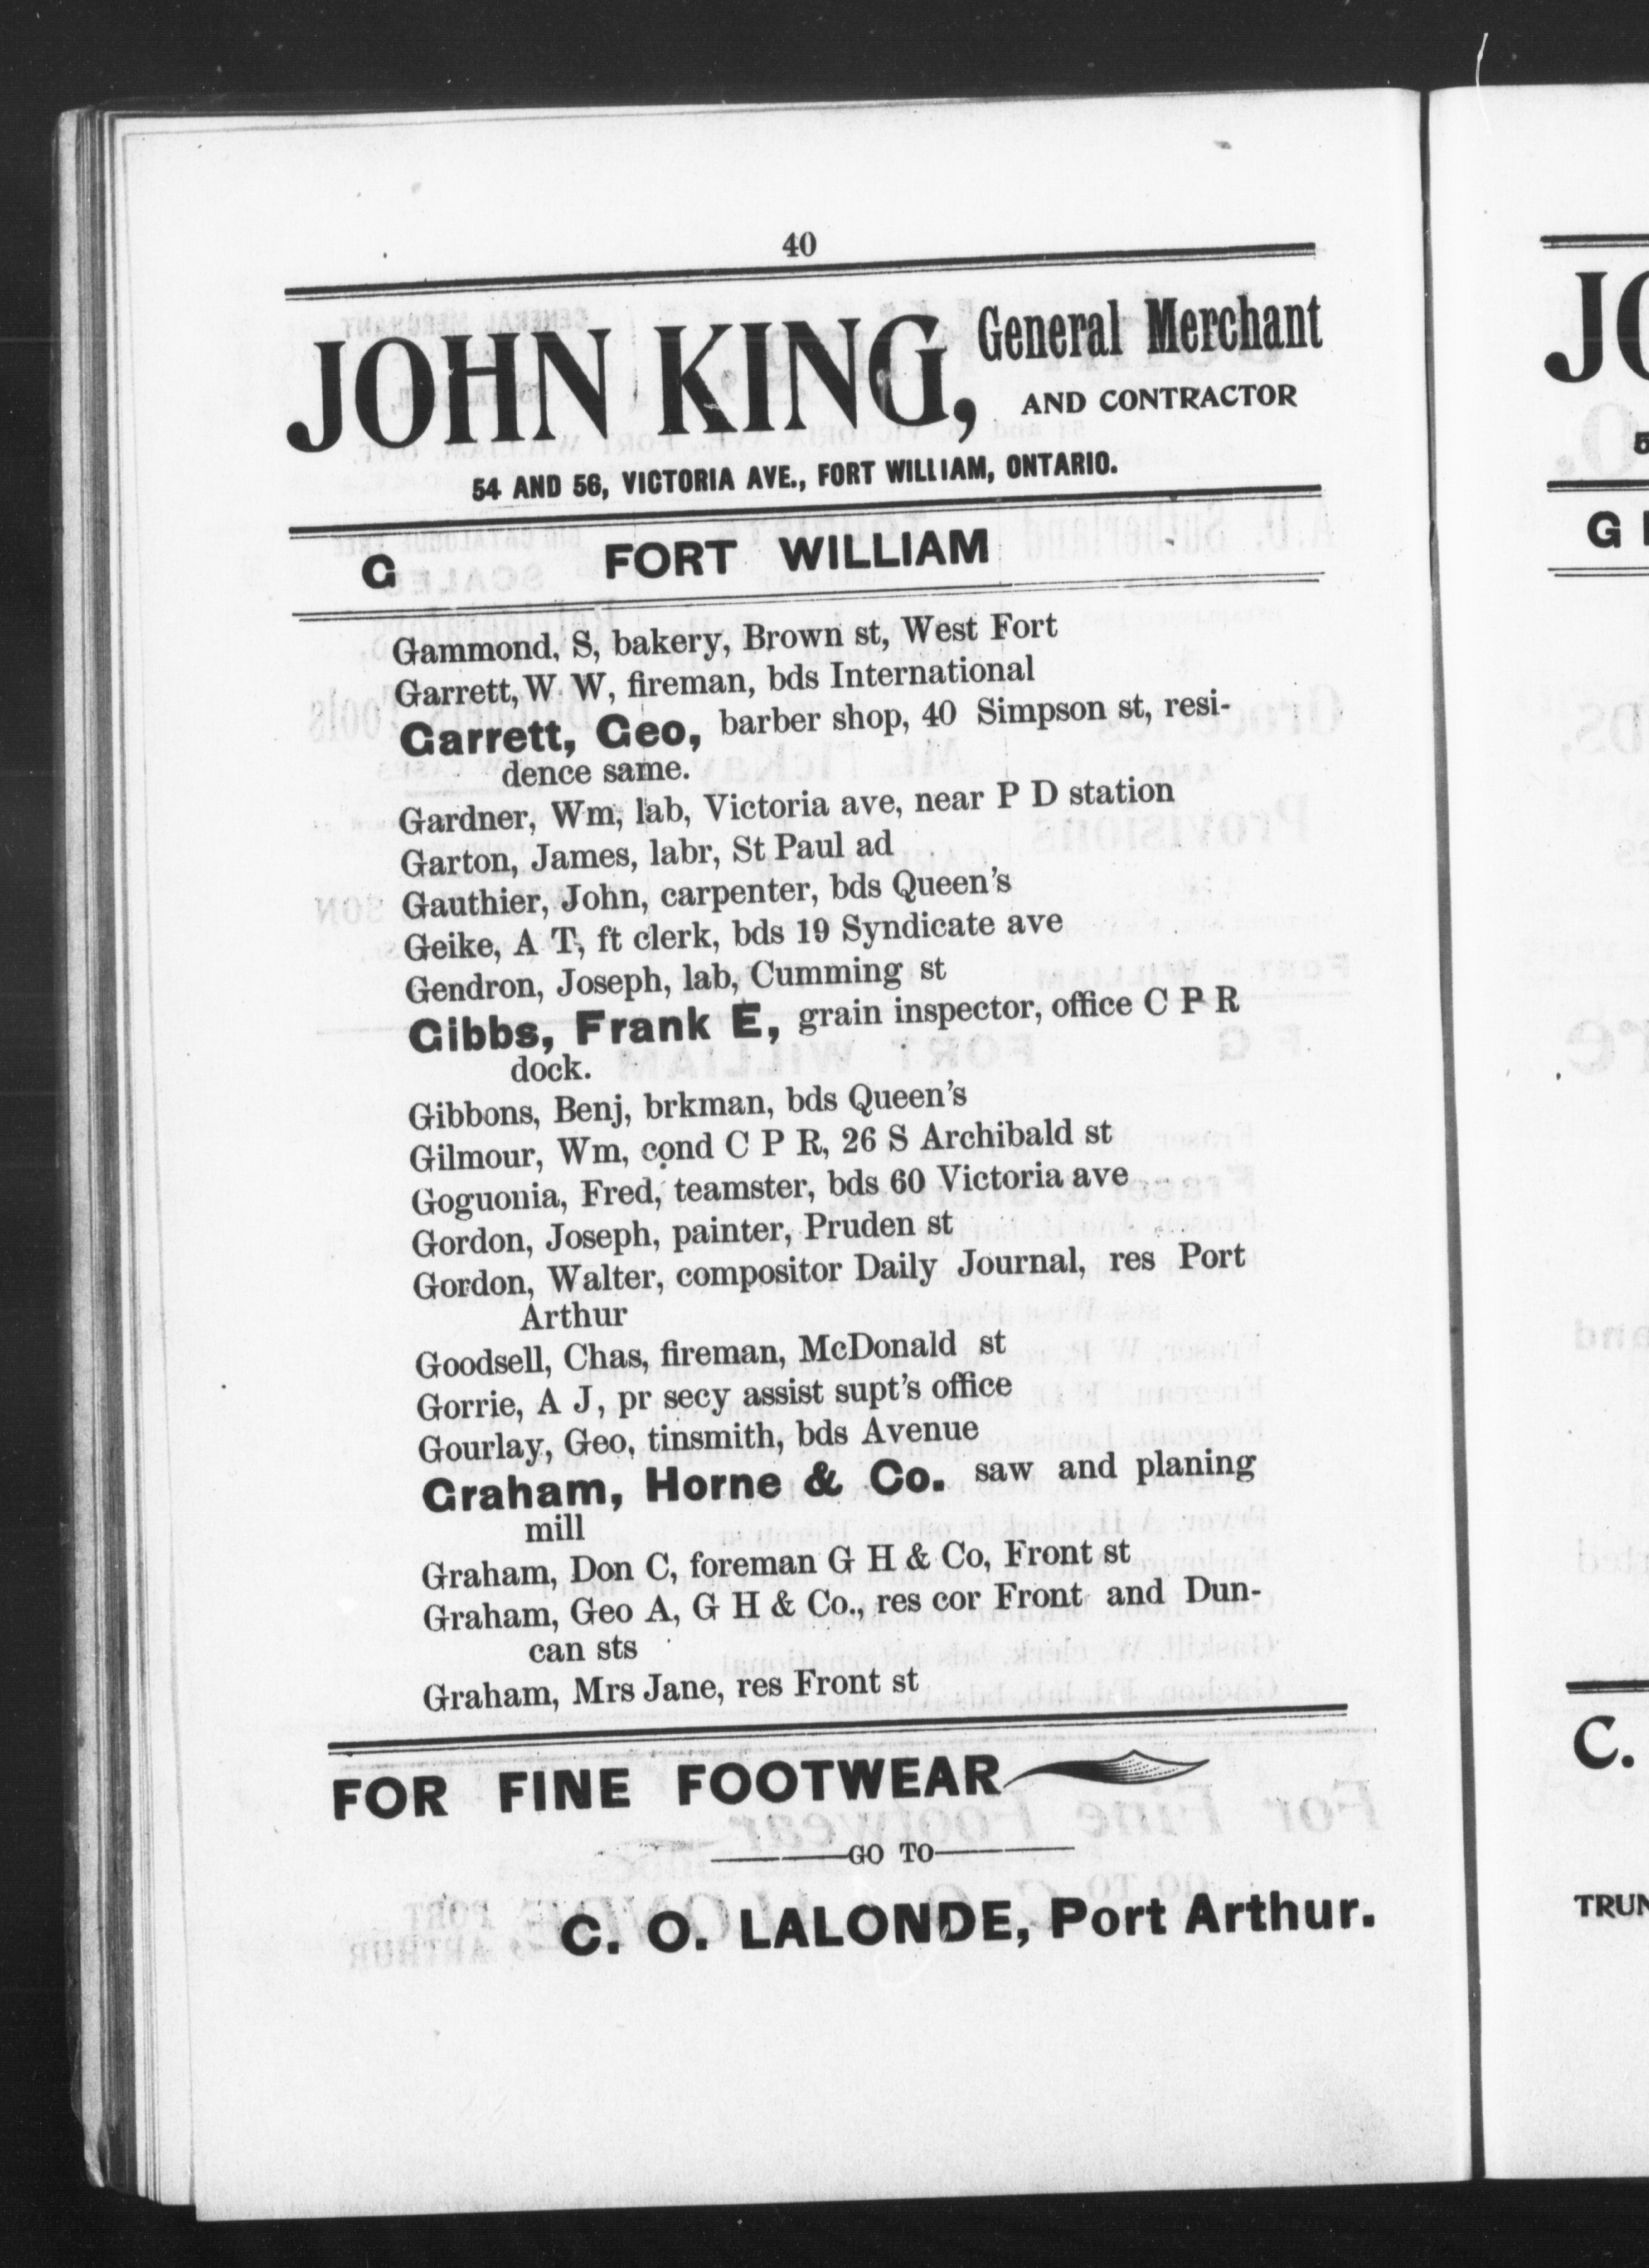 40
JOHN KING, General Merchant
AND CONTRACTOR
54 AND 56, VICTORIA AVE., FORT WILLIAM, ONTARIO.
G FORT WILLIAM
Gammond, S, bakery, Brown st, West Fort
Garrett, W W, fireman, bds International
Garrett, Geo, barber shop, 40 Simpson st, resi-
dence same.
Gardner, Wm, lab, Victoria ave, near P D station
Garton, James, labr, St Paul ad
Gauthier, John, carpenter, bds Queen's
Geike, A T, ft clerk, bds 19 Syndicate ave
Gendron, Joseph, lab, Cumming st
Gibbs, Frank E, grain inspector, office C P R
dock.
Gibbons, Benj, brkman, bds Queen's
Gilmour, Wm, cond C P R, 26 S Archibald st
Goguonia, Fred, teamster, bds 60 Victoria ave
Gordon, Joseph, painter, Pruden st
Gordon, Walter, compositor Daily Journal, res Port
Arthur
Goodsell, Chas, fireman, McDonald st
Gorrie, A J, pr secy assist supt's office
Gourlay, Geo, tinsmith, bds Avenue
Graham, Horne & Co. saw and planing
mill
Graham, Don C, foreman G H & Co, Front st
Graham, Geo A, G H & Co., res cor Front and Dun-
can sts
Graham, Mrs Jane, res Front st
FOR FINE FOOTWEAR
GO TO
C. O. LALONDE, Port Arthur.
JO
5
G
C.
TRUN